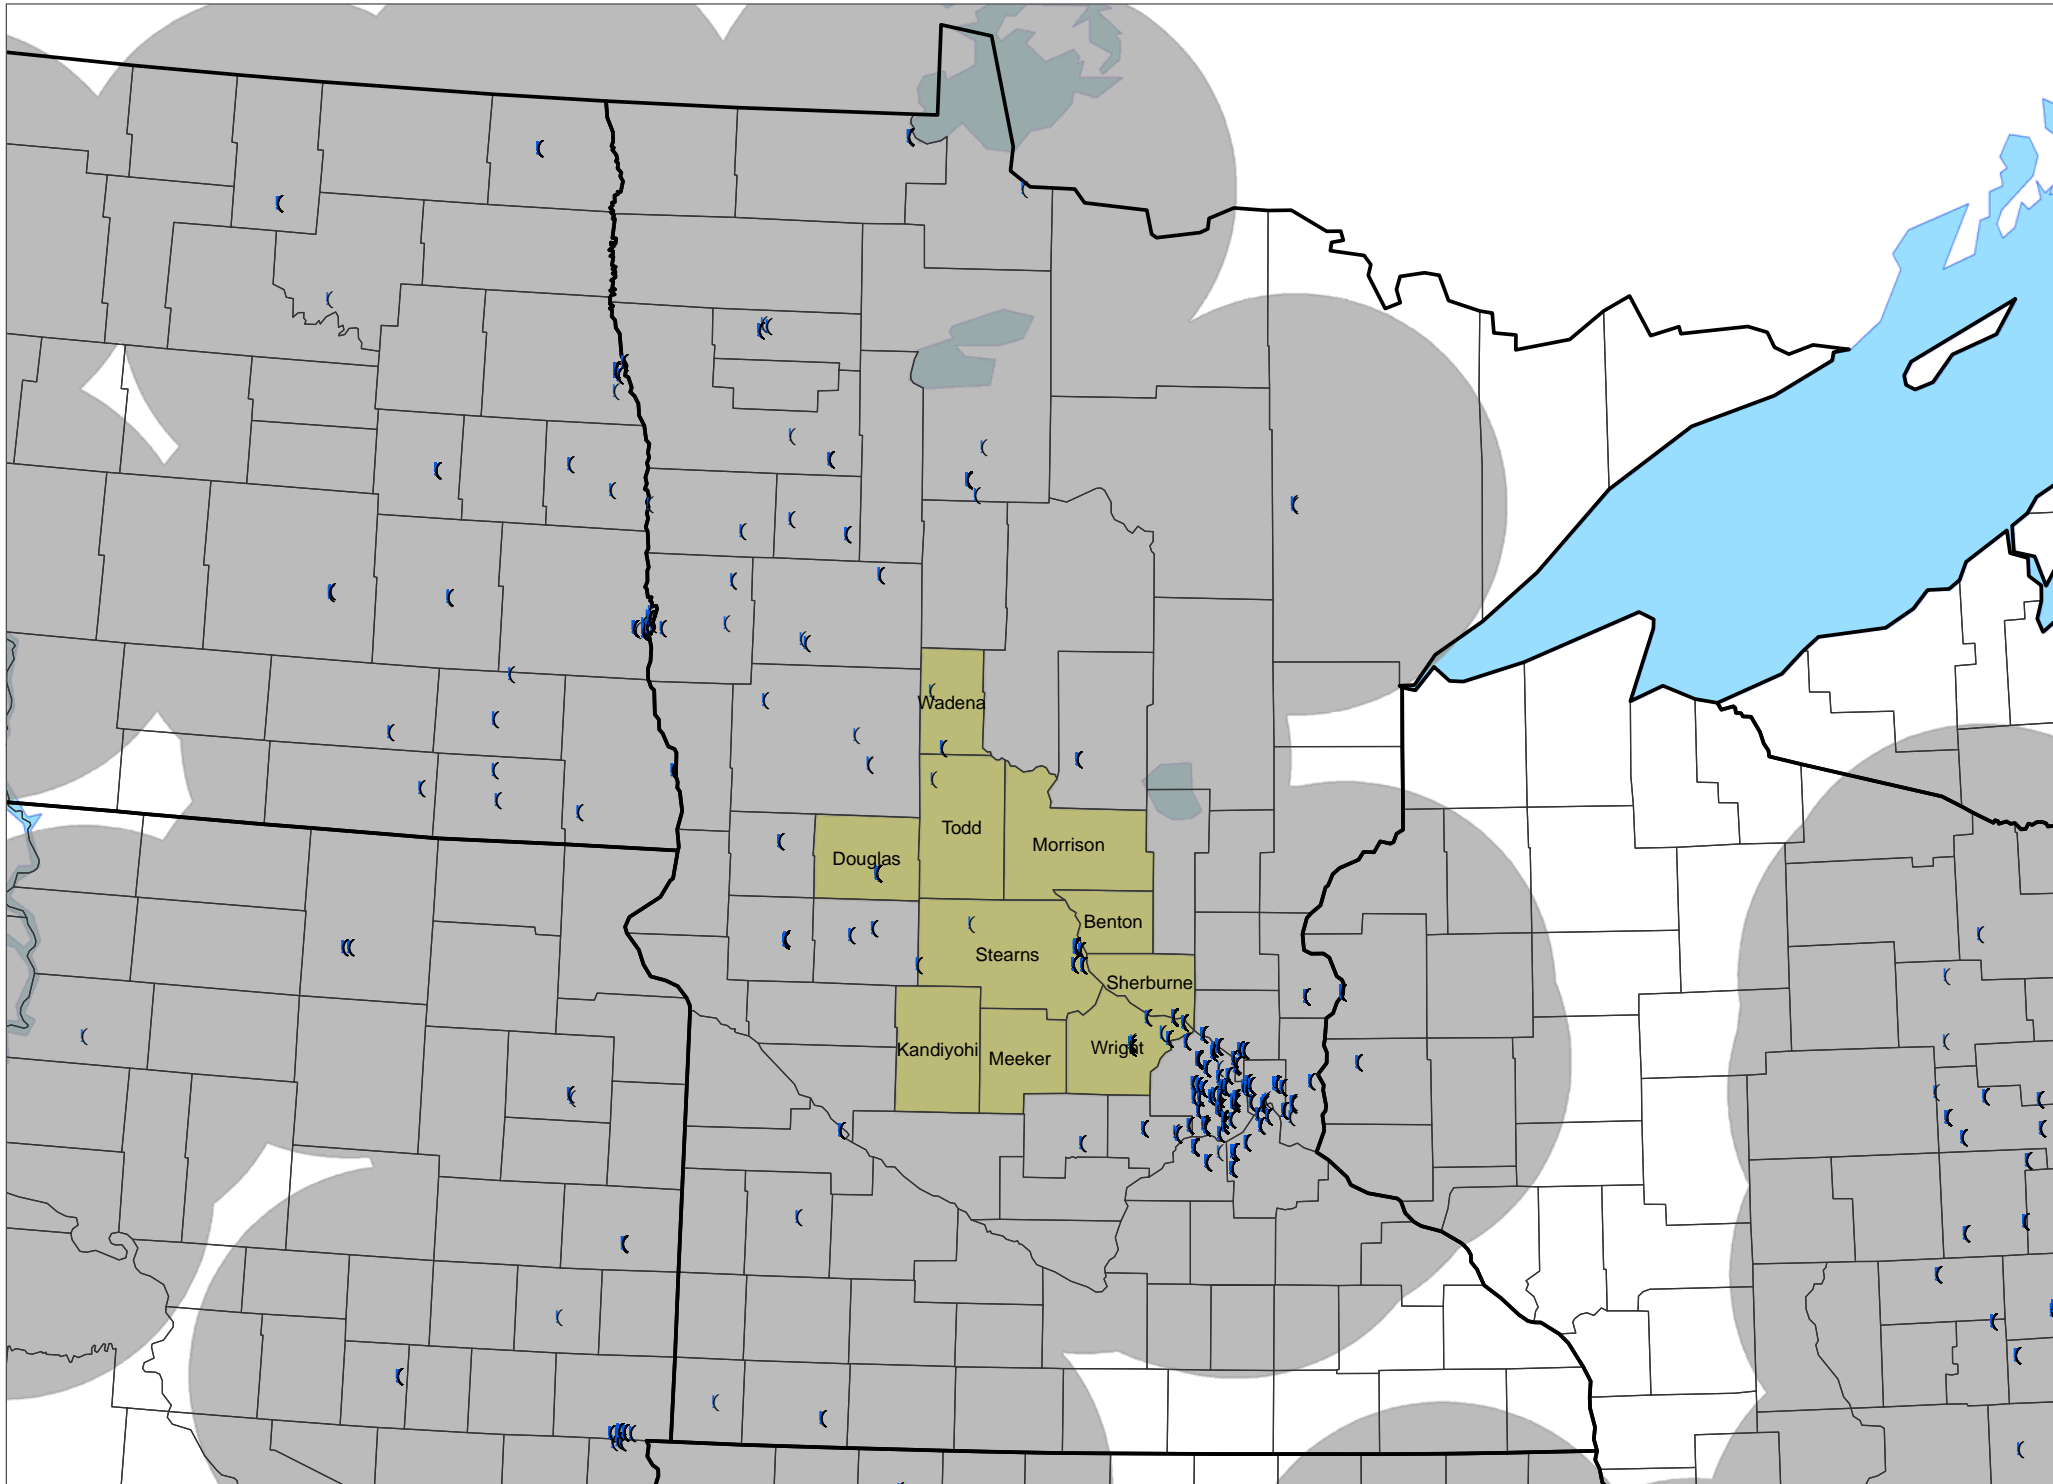 Wadena
Todd
Morrison
Douglas
Benton
Stearns
Sherburne
Kandiyohi
Meeker
Wright